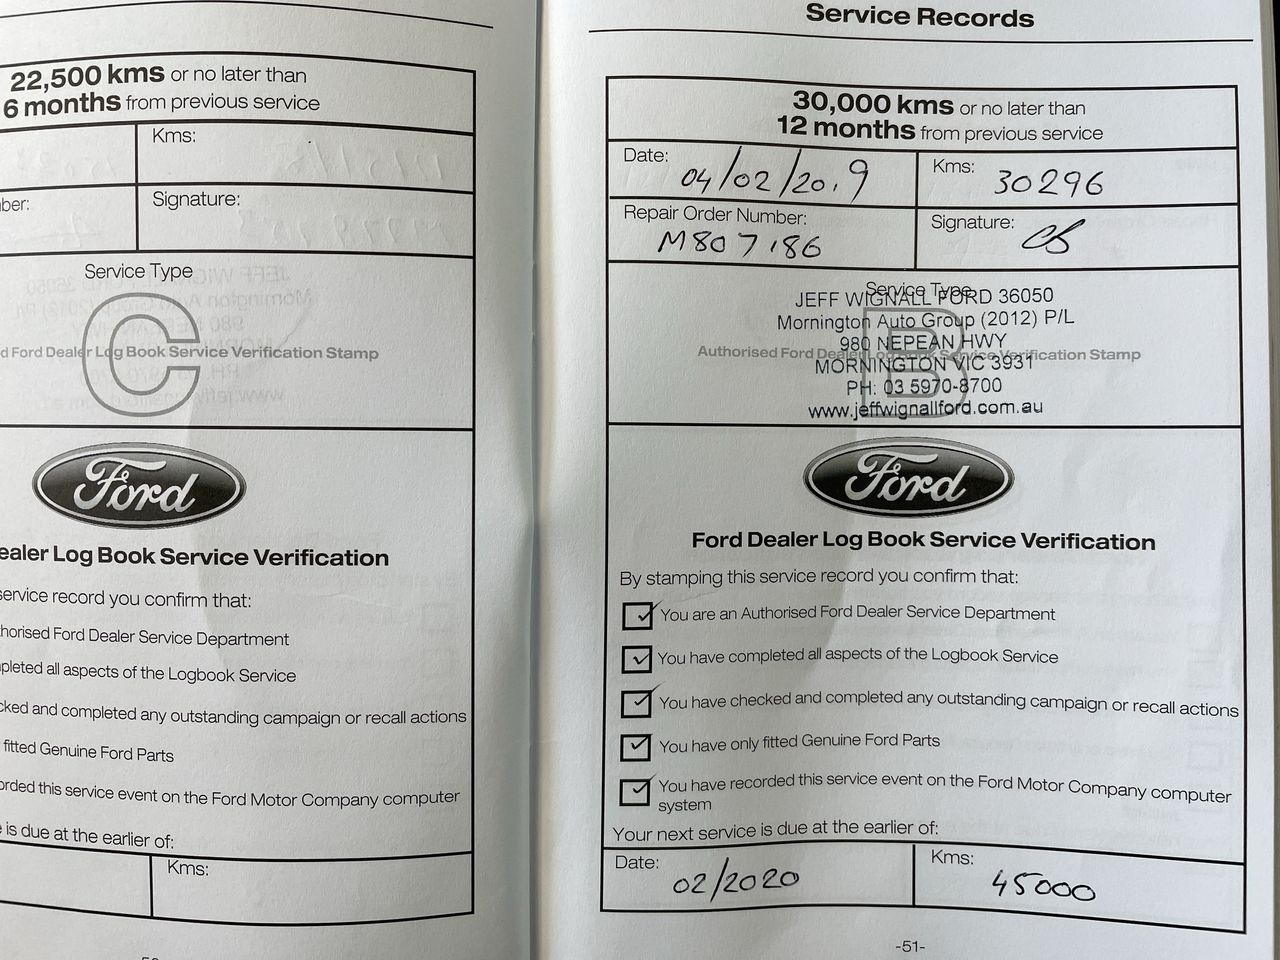 22,500 kms or no later than
6 months from previous service
Kms:
ber:
Signature:
Service Type
C
d Ford Dealer Log Book Service Verification Stamp
Ford
ealer Log Book Service Verification
service record you confirm that:
thorised Ford Dealer Service Department
pleted all aspects of the Logbook Service
cked and completed any outstanding campaign or recall actions
fitted Genuine Ford Parts
orded this service event on the Ford Motor Company computer
is due at the earlier of:
Kms:
Service Records
30,000 kms or no later than
12 months from previous service
Date: 04/02/2019
Kms: 30296
Repair Order Number:
M807186
Signature:
Service Type
JEFF WIGNALL FORD 36050
Mornington Auto Group (2012) P/L
980 NEPEAN HWY
B
Authorised Ford Dealer Log Book Service Verification Stamp
MORNINGTON VIC 3931
PH: 03 5970-8700
www.jeffwignallford.com.au
Ford
Ford Dealer Log Book Service Verification
By stamping this service record you confirm that:
You are an Authorised Ford Dealer Service Department
You have completed all aspects of the Logbook Service
You have checked and completed any outstanding campaign or recall actions
You have only fitted Genuine Ford Parts
You have recorded this service event on the Ford Motor Company computer
system
Your next service is due at the earlier of:
Date: 02/2020
Kms: 45000
-51-